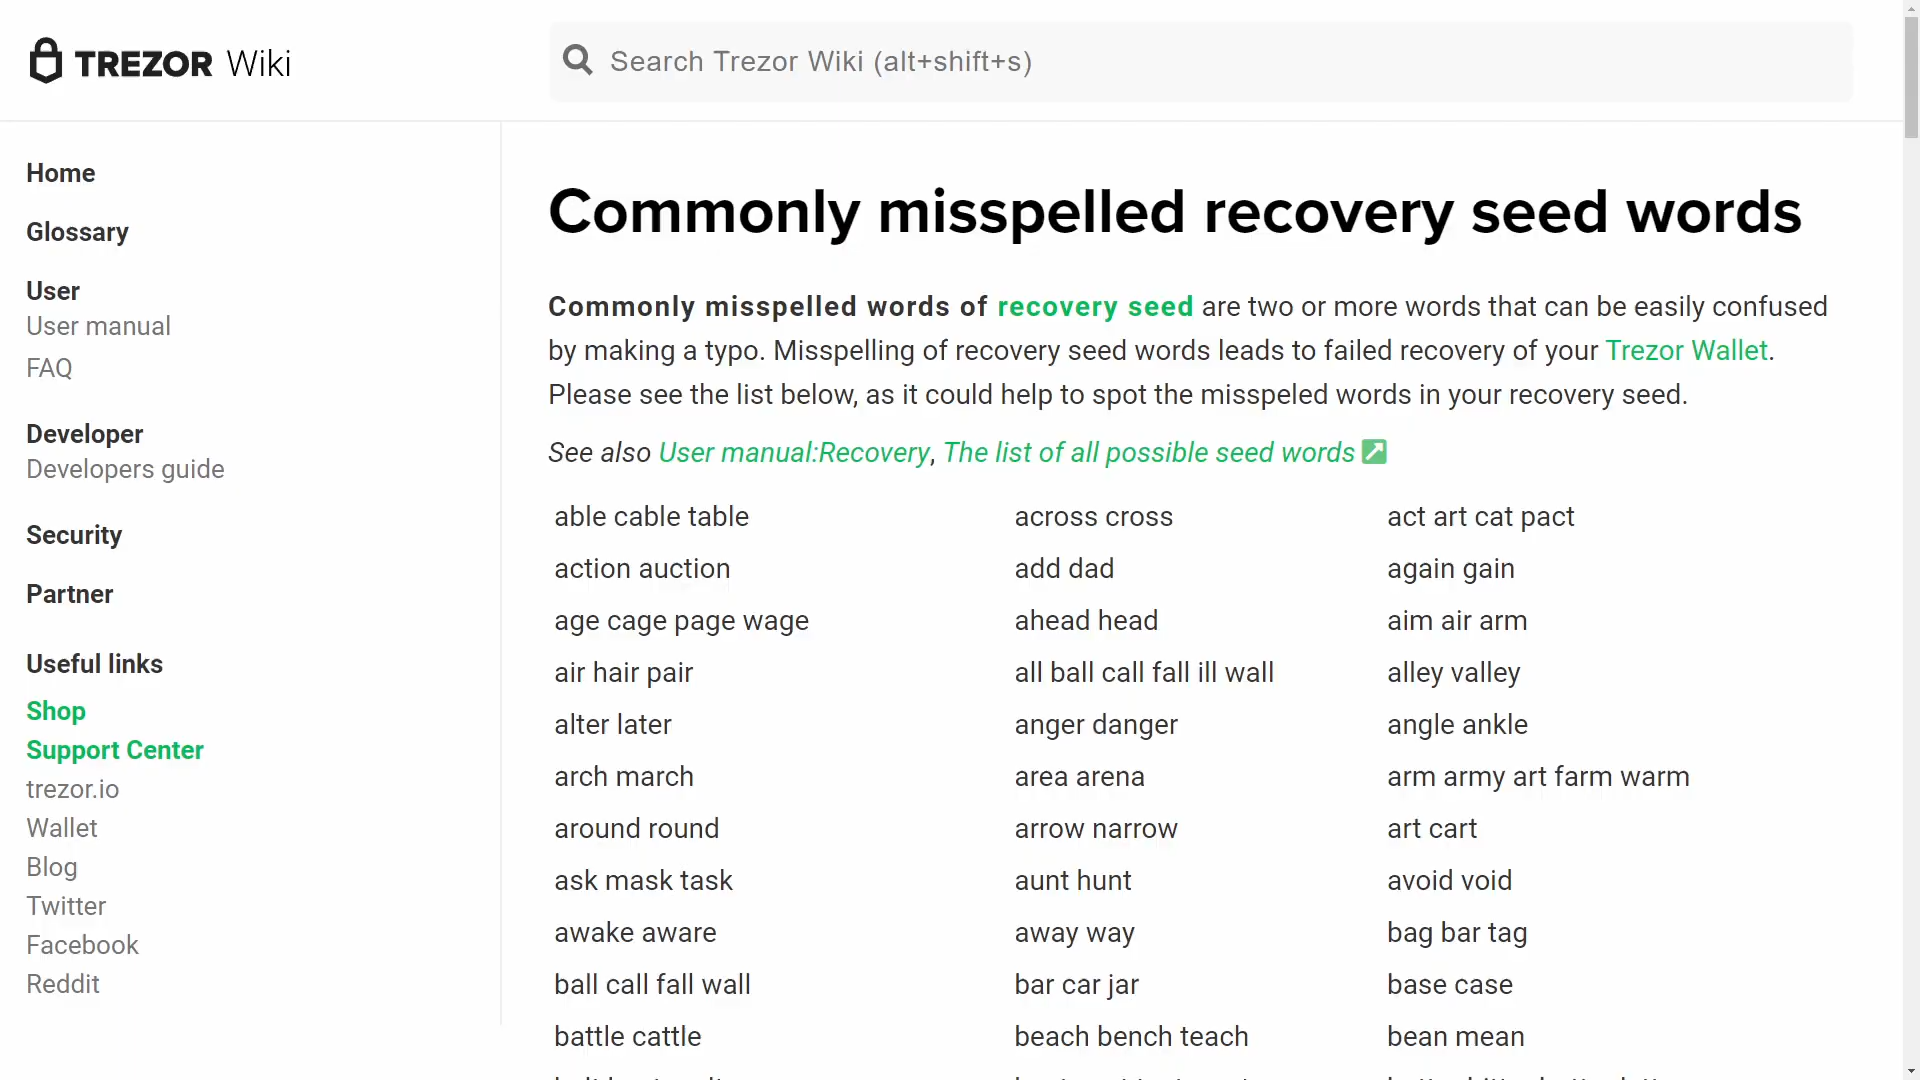 TREZOR Wiki
Search Trezor Wiki (alt+shift+s)
Home
Glossary
User
User manual
FAQ
Developer
Developers guide
Security
Partner
Useful links
Shop
Support Center
trezor.io
Wallet
Blog
Twitter
Facebook
Reddit
Commonly misspelled recovery seed words
Commonly misspelled words of recovery seed are two or more words that can be easily confused
by making a typo. Misspelling of recovery seed words leads to failed recovery of your Trezor Wallet.
Please see the list below, as it could help to spot the misspeled words in your recovery seed.
See also User manual:Recovery, The list of all possible seed words
able cable table across cross act art cat pact
action auction add dad again gain
age cage page wage ahead head aim air arm
air hair pair all ball call fall ill wall alley valley
alter later anger danger angle ankle
arch march area arena arm army art farm warm
around round arrow narrow art cart
ask mask task aunt hunt avoid void
awake aware away way bag bar tag
ball call fall wall bar car jar base case
battle cattle beach bench teach bean mean